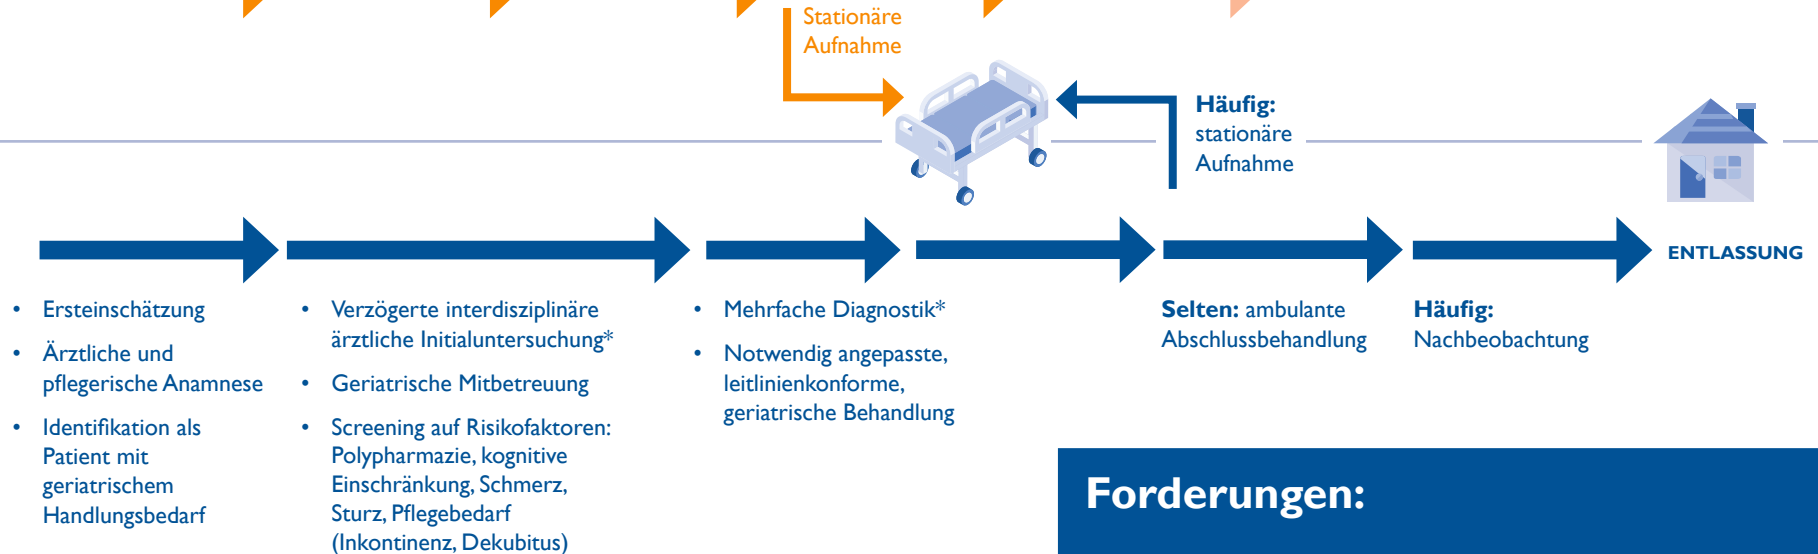 Stationäre
Aufnahme
Häufig:
stationäre
Aufnahme
ENTLASSUNG
• Ersteinschätzung
• Ärztliche und
pflegerische Anamnese
• Identifikation als
Patient mit
geriatrischem
Handlungsbedarf
• Verzögerte interdisziplinäre
ärztliche Initialuntersuchung*
• Geriatrische Mitbetreuung
• Screening auf Risikofaktoren:
Polypharmazie, kognitive
Einschränkung, Schmerz,
Sturz, Pflegebedarf
(Inkontinenz, Dekubitus)
• Mehrfache Diagnostik*
• Notwendig angepasste,
leitlinienkonforme,
geriatrische Behandlung
Selten: ambulante
Abschlussbehandlung
Häufig:
Nachbeobachtung
Forderungen: